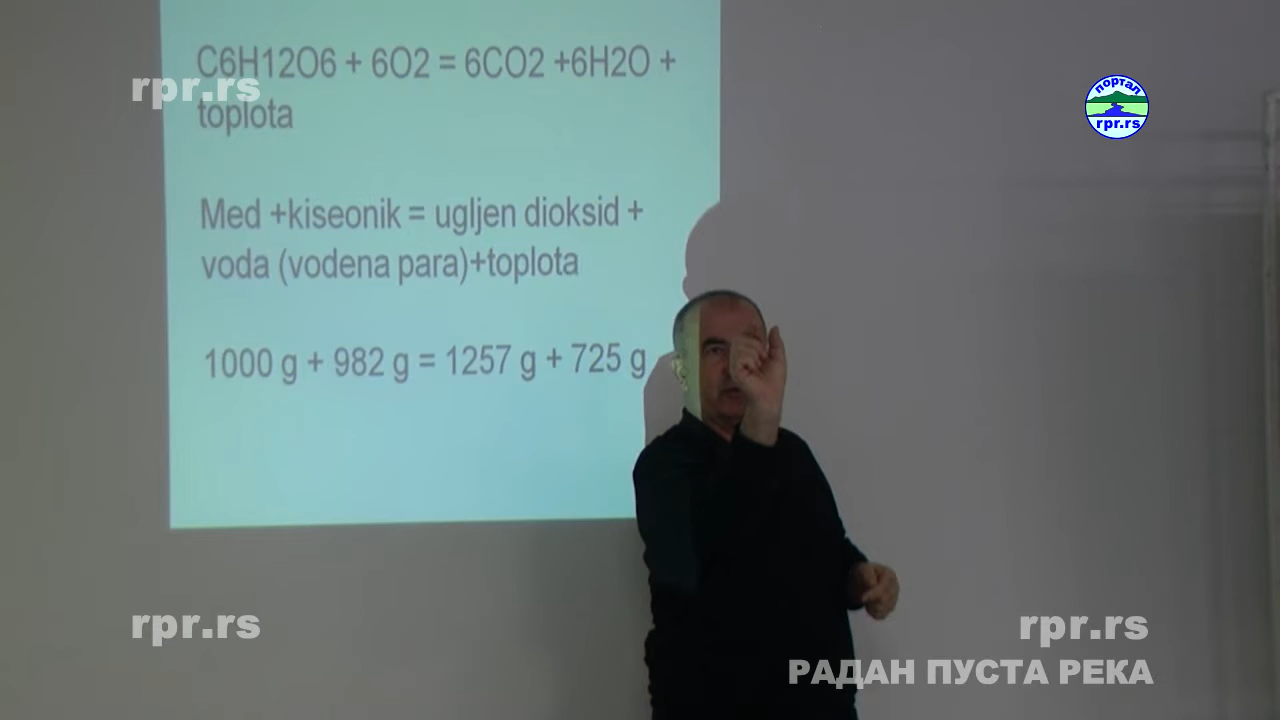 C6H12O6 + 6O2 = 6CO2 +6H2O +
toplota
Med +kiseonik = ugljen dioksid +
voda (vodena para)+toplota
1000 g + 982 g = 1257 g + 725 g
rpr.rs
портал
rpr.rs
rpr.rs
rpr.rs
РАДАН ПУСТА РЕКА